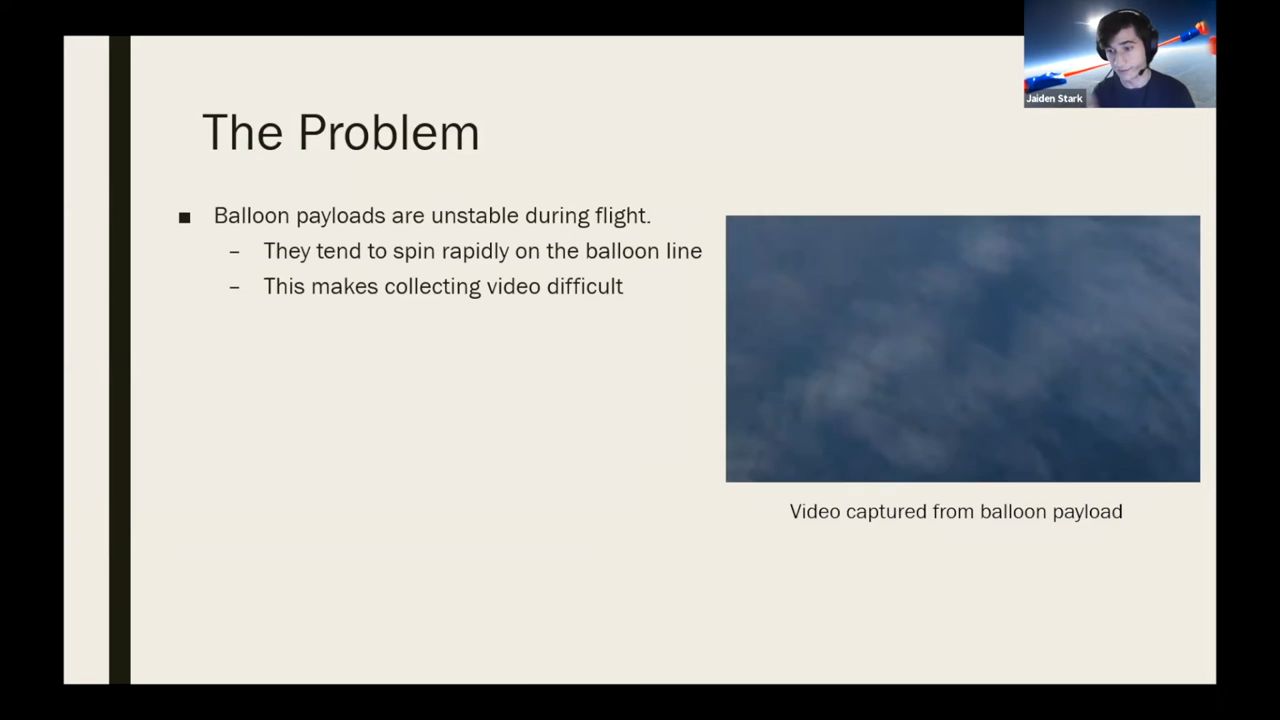 Jaiden Stark
The Problem
■ Balloon payloads are unstable during flight.
– They tend to spin rapidly on the balloon line
– This makes collecting video difficult
Video captured from balloon payload